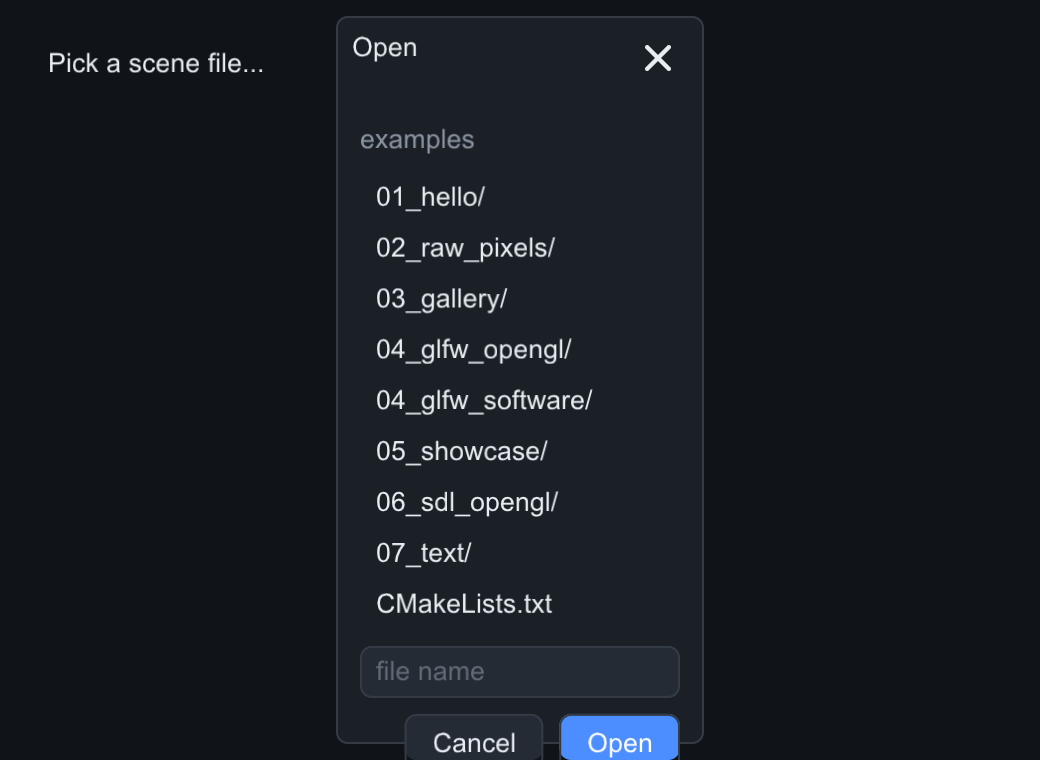 Pick a scene file...
Open
examples
01_hello/
02_raw_pixels/
03_gallery/
04_glfw_opengl/
04_glfw_software/
05_showcase/
06_sdl_opengl/
07_text/
CMakeLists.txt
file name
Cancel Open